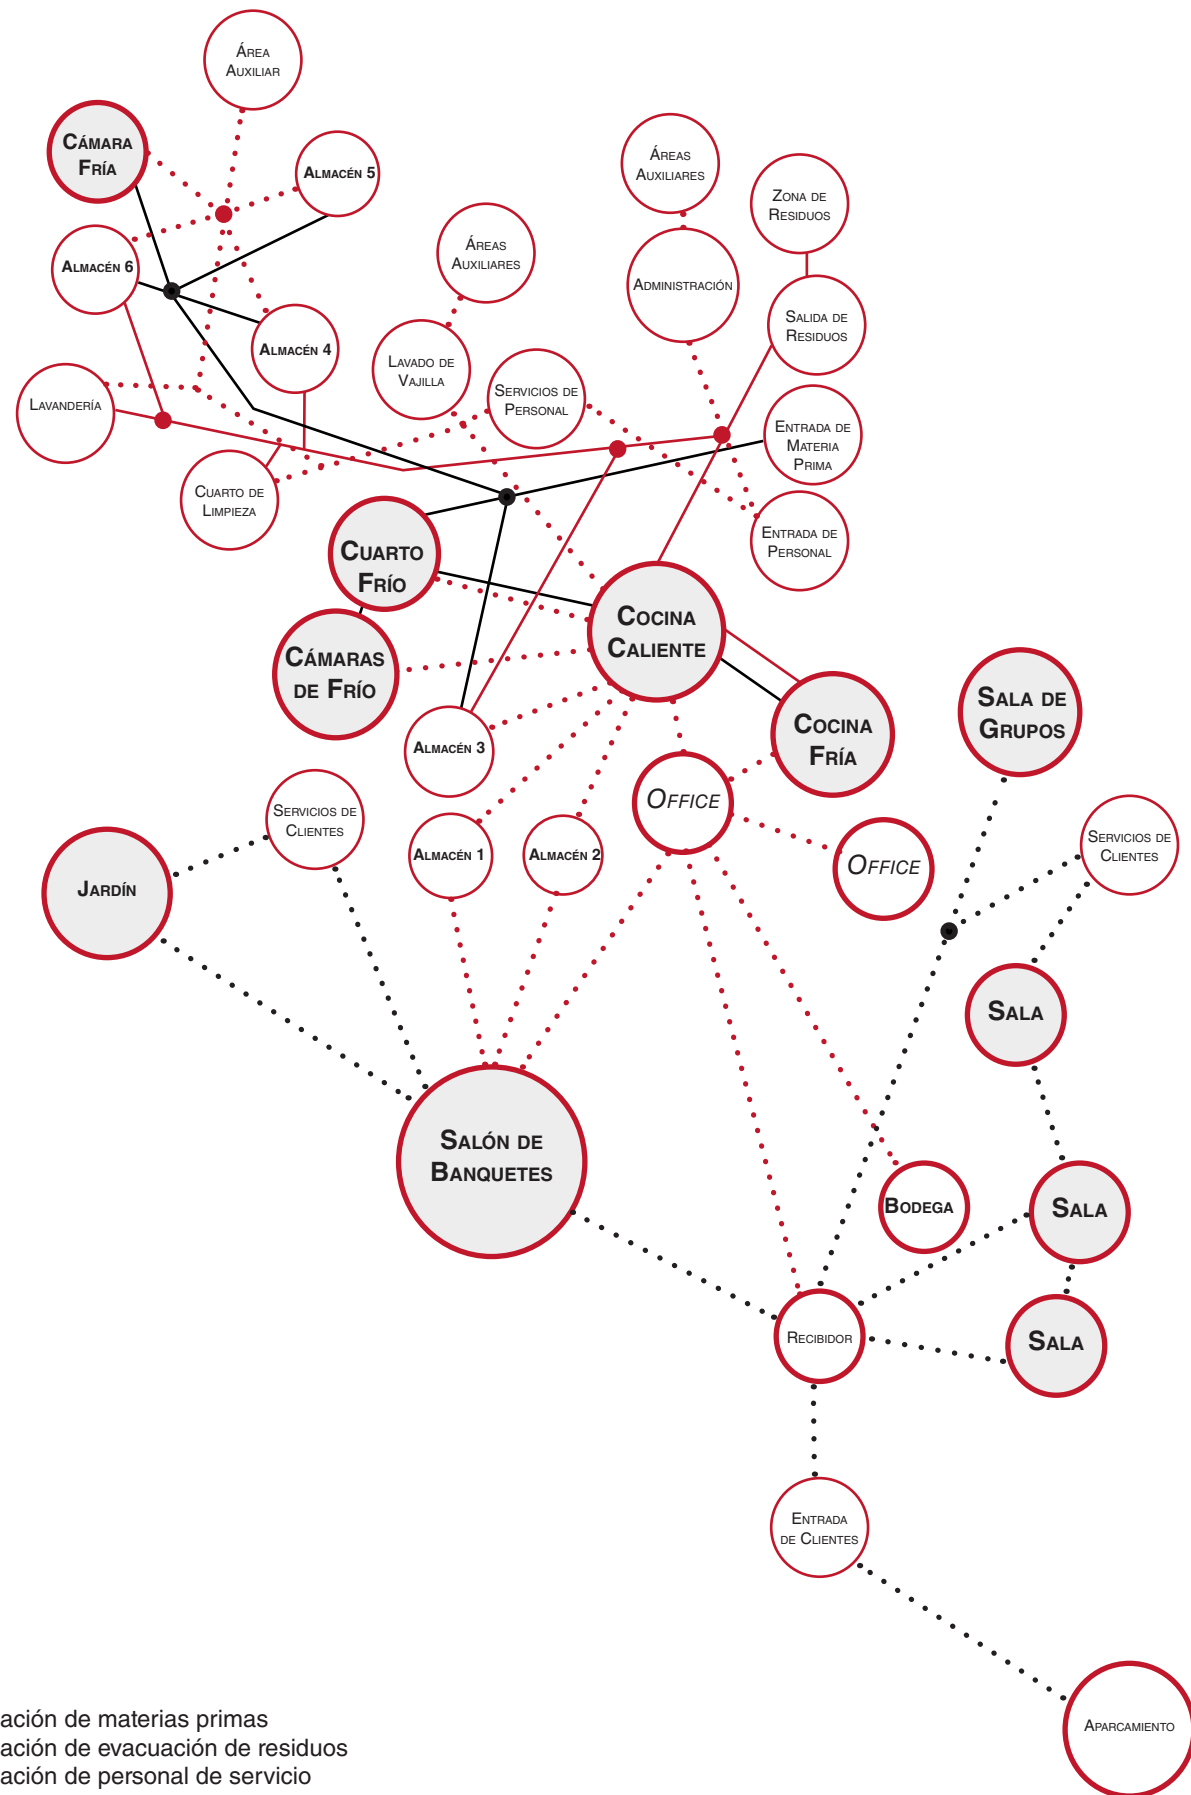 Área
Auxiliar
Cámara
Fría
Almacén 5
Áreas
Auxiliares
Zona de
Residuos
Áreas
Auxiliares
Almacén 6
Administración
Salida de
Residuos
Almacén 4
Lavado de
Vajilla
Servicios de
Personal
Lavandería
Entrada de
Materia
Prima
Cuarto de
Limpieza
Entrada de
Personal
Cuarto
Frío
Cocina
Caliente
Cámaras
de Frío
Sala de
Grupos
Cocina
Fría
Almacén 3
Office
Servicios de
Clientes
Servicios de
Clientes
Almacén 1
Almacén 2
Office
Jardín
Sala
Salón de
Banquetes
Bodega
Sala
Recibidor
Sala
Entrada
de Clientes
Aparcamiento
ación de materias primas
ación de evacuación de residuos
ación de personal de servicio